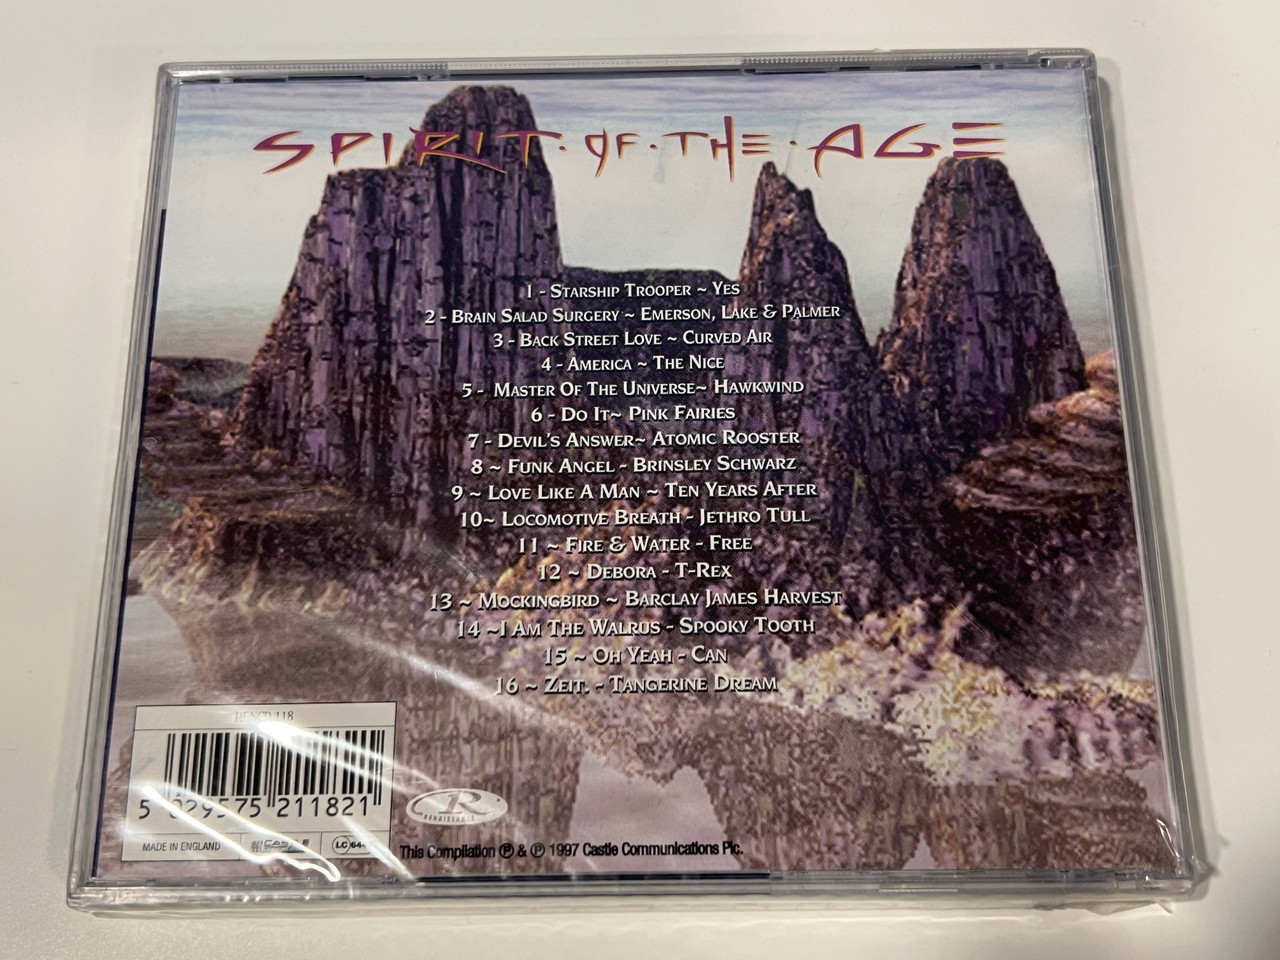 SPIRIT·OF·THE·AGE
1 - STARSHIP TROOPER ~ YES
2 - BRAIN SALAD SURGERY ~ EMERSON, LAKE & PALMER
3 - BACK STREET LOVE ~ CURVED AIR
4 - AMERICA ~ THE NICE
5 - MASTER OF THE UNIVERSE~ HAWKWIND
6 - DO IT~ PINK FAIRIES
7 - DEVIL'S ANSWER~ ATOMIC ROOSTER
8 ~ FUNK ANGEL - BRINSLEY SCHWARZ
9 ~ LOVE LIKE A MAN ~ TEN YEARS AFTER
10~ LOCOMOTIVE BREATH - JETHRO TULL
11 ~ FIRE & WATER - FREE
12 ~ DEBORA - T-REX
13 ~ MOCKINGBIRD ~ BARCLAY JAMES HARVEST
14 ~I AM THE WALRUS - SPOOKY TOOTH
15 ~ OH YEAH - CAN
16 ~ ZEIT. - TANGERINE DREAM
118
5 029575 211821
MADE IN ENGLAND
CASTLE
LC
R
RENAISSANCE
This Compilation ℗ & ℗ 1997 Castle Communications Plc.